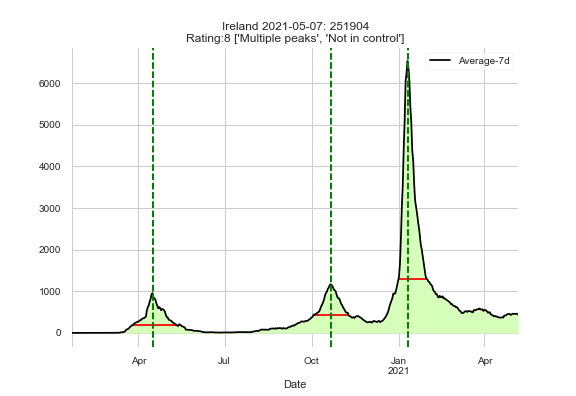 Ireland 2021-05-07: 251904
Rating:8 ['Multiple peaks', 'Not in control']
Average-7d
6000
5000
4000
3000
2000
1000
0
Apr
Jul
Oct
Jan
2021
Apr
Date